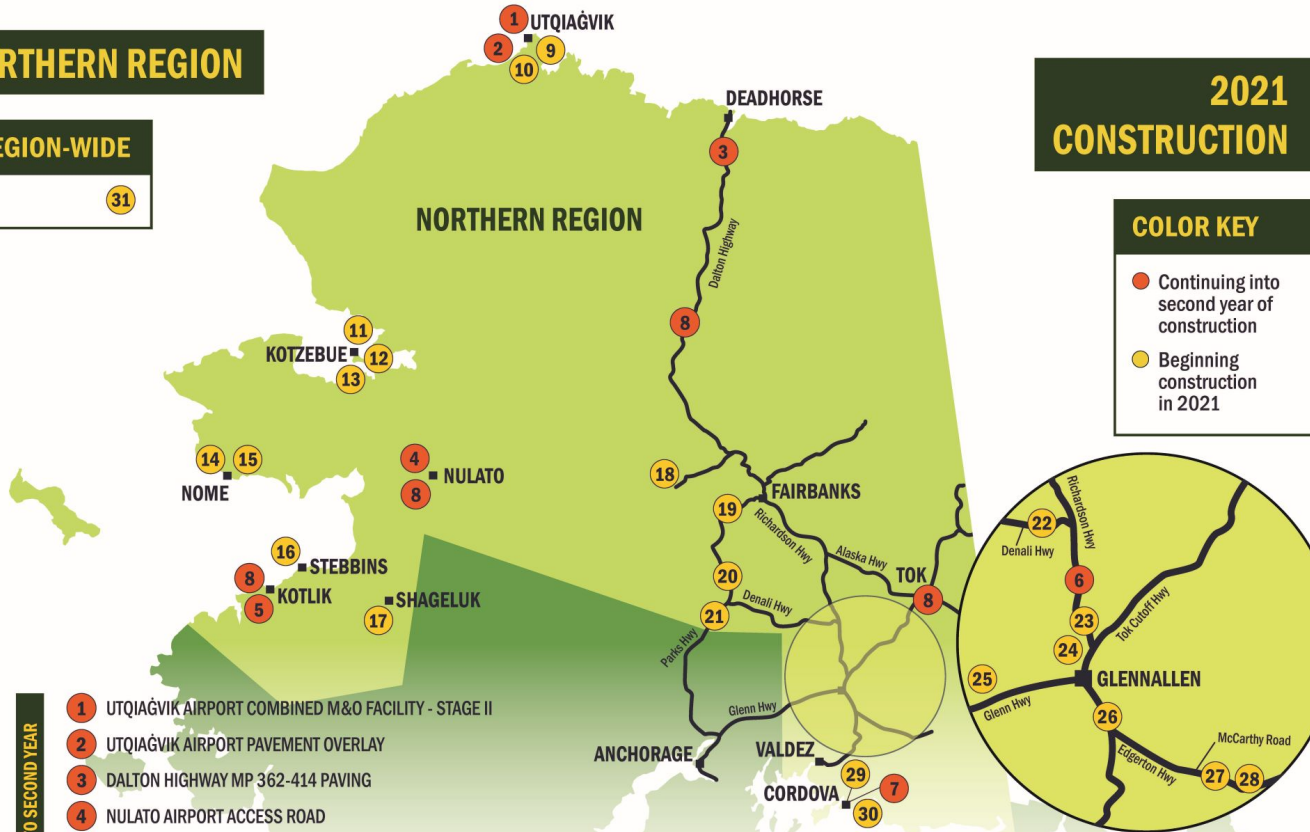 RTHERN REGION
EGION-WIDE
31
2021
CONSTRUCTION
COLOR KEY
Continuing into
second year of
construction
Beginning
construction
in 2021
NORTHERN REGION
1
UTQIAĠVIK
2
9
10
DEADHORSE
3
Dalton Highway
8
11
KOTZEBUE
12
13
14
15
NOME
4
NULATO
8
16
STEBBINS
8
KOTLIK
5
SHAGELUK
17
18
FAIRBANKS
19
Richardson Hwy
Alaska Hwy
TOK
8
20
Denali Hwy
21
Parks Hwy
Glenn Hwy
ANCHORAGE
VALDEZ
29
CORDOVA
7
30
Richardson Hwy
22
Denali Hwy
6
Tok Cutoff Hwy
23
24
GLENNALLEN
25
Glenn Hwy
26
Edgerton Hwy
McCarthy Road
27
28
O SECOND YEAR
1 UTQIAĠVIK AIRPORT COMBINED M&O FACILITY - STAGE II
2 UTQIAĠVIK AIRPORT PAVEMENT OVERLAY
3 DALTON HIGHWAY MP 362-414 PAVING
4 NULATO AIRPORT ACCESS ROAD